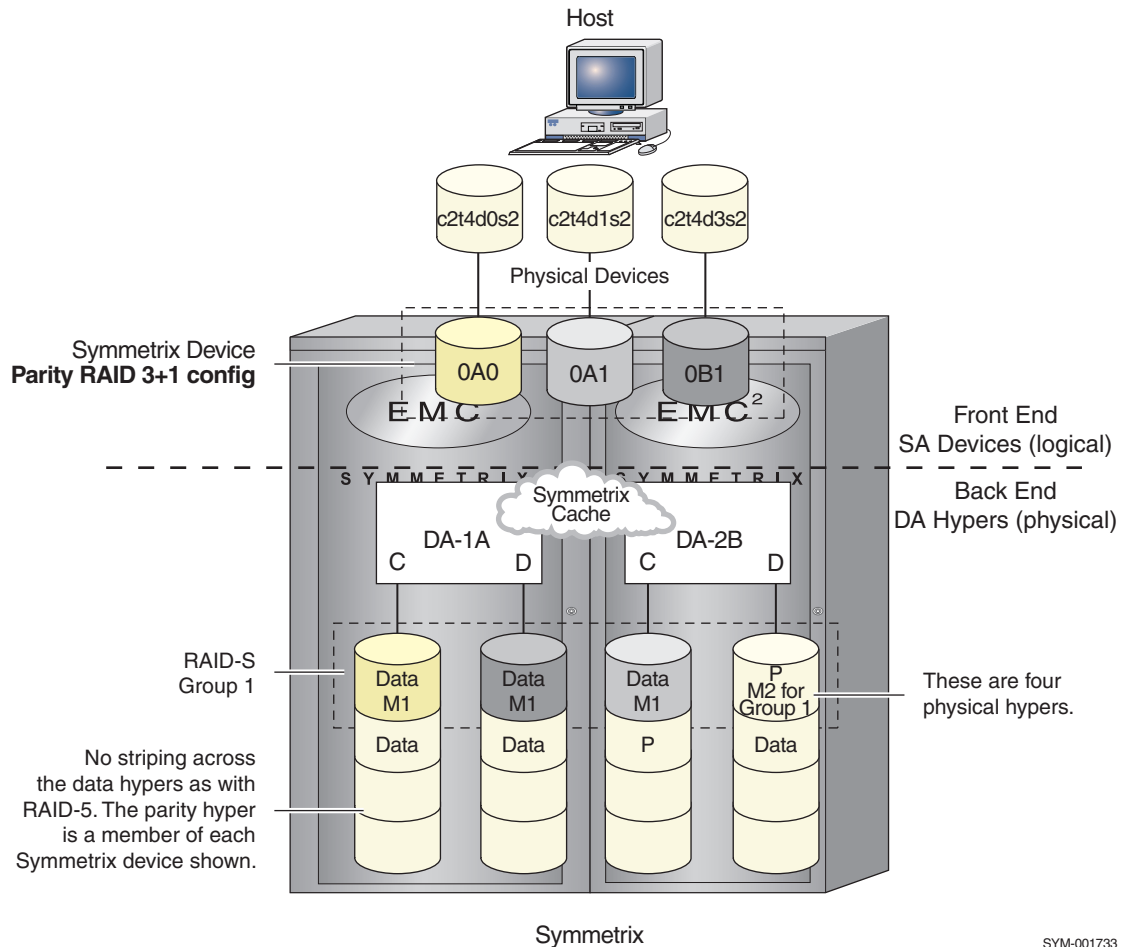 Host
c2t4d0s2
c2t4d1s2
c2t4d3s2
Physical Devices
Symmetrix Device
Parity RAID 3+1 config
0A0
0A1
0B1
EMC
EMC²
Front End
SA Devices (logical)
SYMMETRIX
SYMMETRIX
Back End
DA Hypers (physical)
Symmetrix
Cache
DA-1A
C
D
DA-2B
C
D
RAID-S
Group 1
Data
M1
Data
M1
Data
M1
P
M2 for
Group 1
These are four
physical hypers.
Data
Data
P
Data
No striping across
the data hypers as with
RAID-5. The parity hyper
is a member of each
Symmetrix device shown.
Symmetrix
SYM-001733